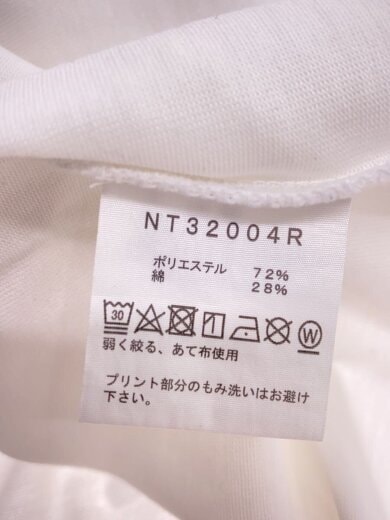 NT32004R
ポリエステル 72%
綿 28%
30 W
弱く絞る、あて布使用
プリント部分のもみ洗いはお避け
下さい。